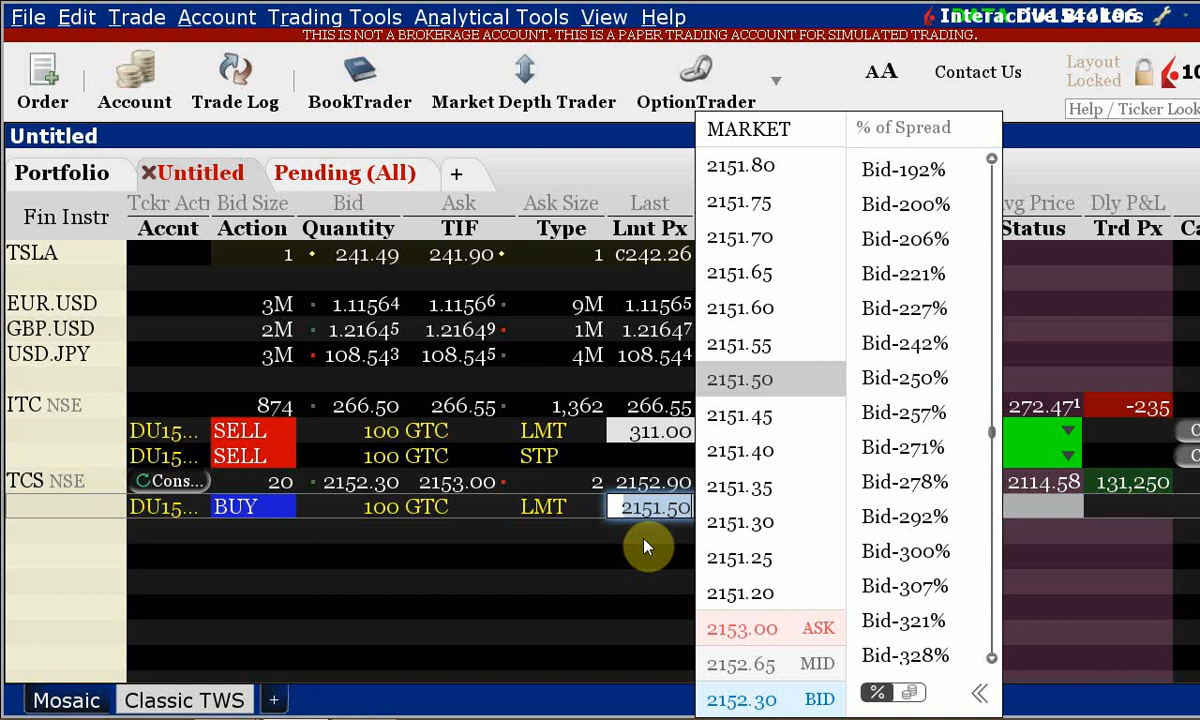 File Edit Trade Account Trading Tools Analytical Tools View Help
THIS IS NOT A BROKERAGE ACCOUNT. THIS IS A PAPER TRADING ACCOUNT FOR SIMULATED TRADING.
Order Account Trade Log BookTrader Market Depth Trader OptionTrader AA Contact Us Layout Locked
Help / Ticker Look
Untitled
Portfolio Untitled Pending (All) +
Fin Instr Tckr Acti Bid Size Bid Ask Ask Size Last vg Price Dly P&L
Accnt Action Quantity TIF Type Lmt Px Status Trd Px
TSLA 1 241.49 241.90 1 c242.26
EUR.USD 3M 1.11564 1.11566 9M 1.11565
GBP.USD 2M 1.21645 1.21649 1M 1.21647
USD.JPY 3M 108.543 108.545 4M 108.544
ITC NSE 874 266.50 266.55 1,362 266.55 272.471 -235
DU15... SELL 100 GTC LMT 311.00
DU15... SELL 100 GTC STP
TCS NSE Cons... 20 2152.30 2153.00 2 2152.90 2114.58 131,250
DU15... BUY 100 GTC LMT 2151.50
MARKET % of Spread
2151.80 Bid-192%
2151.75 Bid-200%
2151.70 Bid-206%
2151.65 Bid-221%
2151.60 Bid-227%
2151.55 Bid-242%
2151.50 Bid-250%
2151.45 Bid-257%
2151.40 Bid-271%
2151.35 Bid-278%
2151.30 Bid-292%
2151.25 Bid-300%
2151.20 Bid-307%
2153.00 ASK Bid-321%
2152.65 MID Bid-328%
2152.30 BID %
Mosaic Classic TWS +